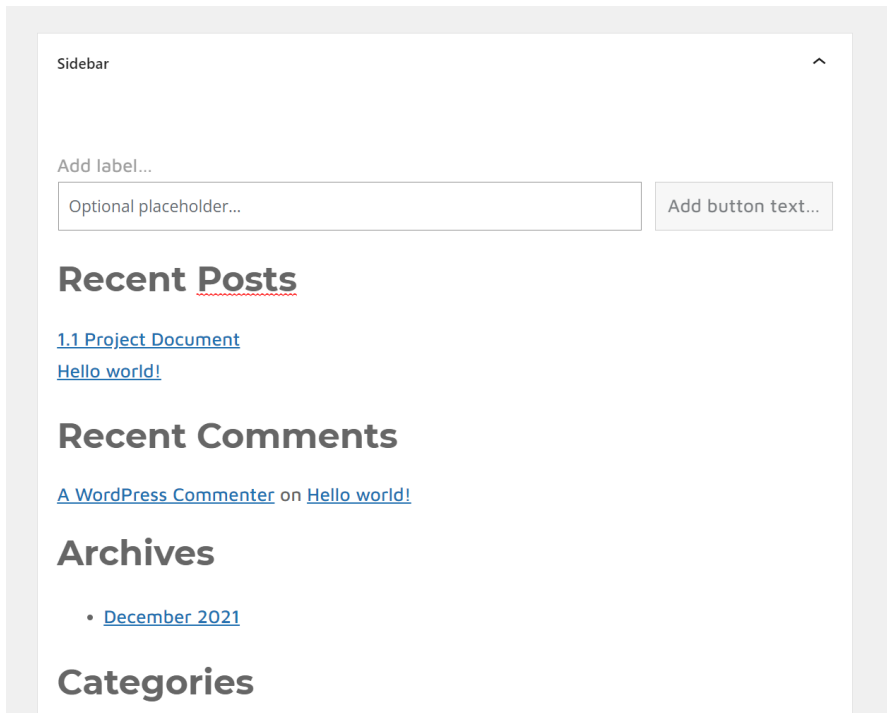 Sidebar
Add label...
Optional placeholder...
Add button text...
Recent Posts
1.1 Project Document
Hello world!
Recent Comments
A WordPress Commenter on Hello world!
Archives
• December 2021
Categories